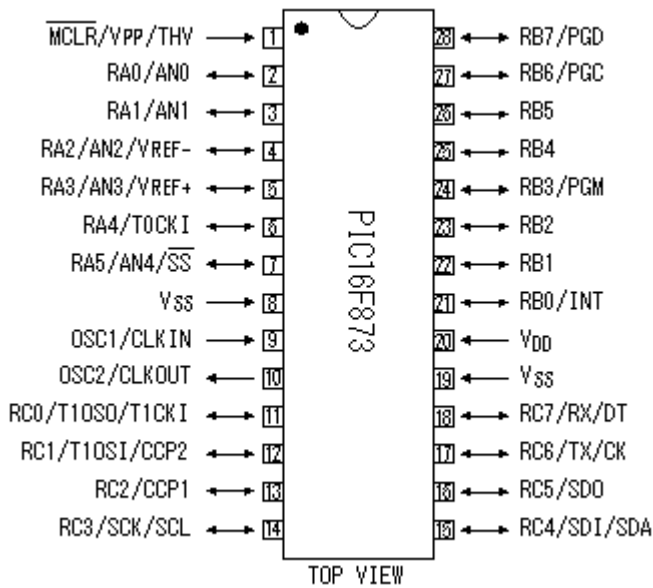 MCLR/VPP/THV 1 28 RB7/PGD
RA0/AN0 2 27 RB6/PGC
RA1/AN1 3 26 RB5
RA2/AN2/VREF- 4 25 RB4
RA3/AN3/VREF+ 5 24 RB3/PGM
RA4/T0CKI 6 23 RB2
RA5/AN4/SS 7 22 RB1
VSS 8 21 RB0/INT
OSC1/CLKIN 9 20 VDD
OSC2/CLKOUT 10 19 VSS
RC0/T1OSO/T1CKI 11 18 RC7/RX/DT
RC1/T1OSI/CCP2 12 17 RC6/TX/CK
RC2/CCP1 13 16 RC5/SDO
RC3/SCK/SCL 14 15 RC4/SDI/SDA
PIC16F873
TOP VIEW